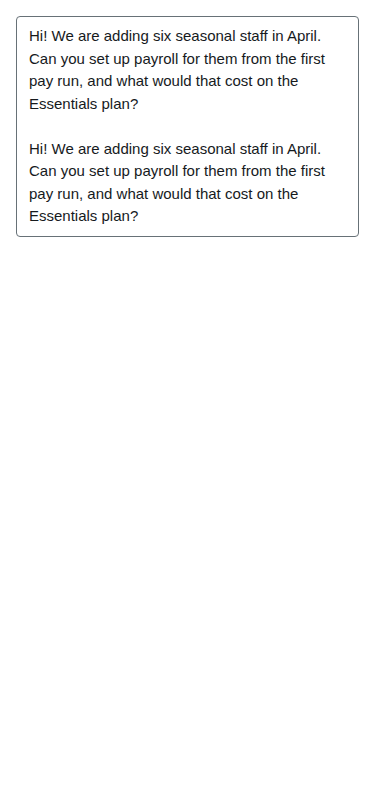 Hi! We are adding six seasonal staff in April.
Can you set up payroll for them from the first
pay run, and what would that cost on the
Essentials plan?

Hi! We are adding six seasonal staff in April.
Can you set up payroll for them from the first
pay run, and what would that cost on the
Essentials plan?